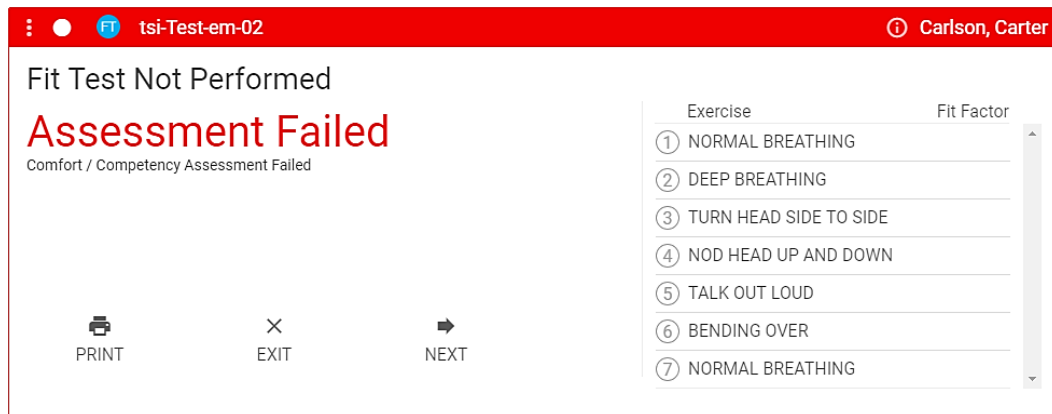 FT tsi-Test-em-02 Carlson, Carter
Fit Test Not Performed
Assessment Failed
Comfort / Competency Assessment Failed
PRINT EXIT NEXT
Exercise Fit Factor
1 NORMAL BREATHING
2 DEEP BREATHING
3 TURN HEAD SIDE TO SIDE
4 NOD HEAD UP AND DOWN
5 TALK OUT LOUD
6 BENDING OVER
7 NORMAL BREATHING